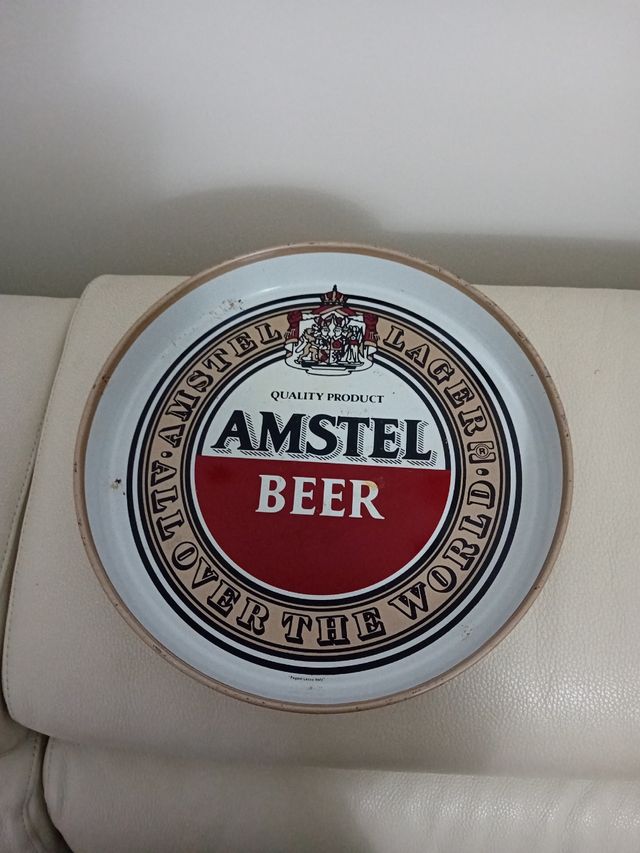 AMSTEL LAGER ®
QUALITY PRODUCT
AMSTEL
BEER
· ALL OVER THE WORLD ·